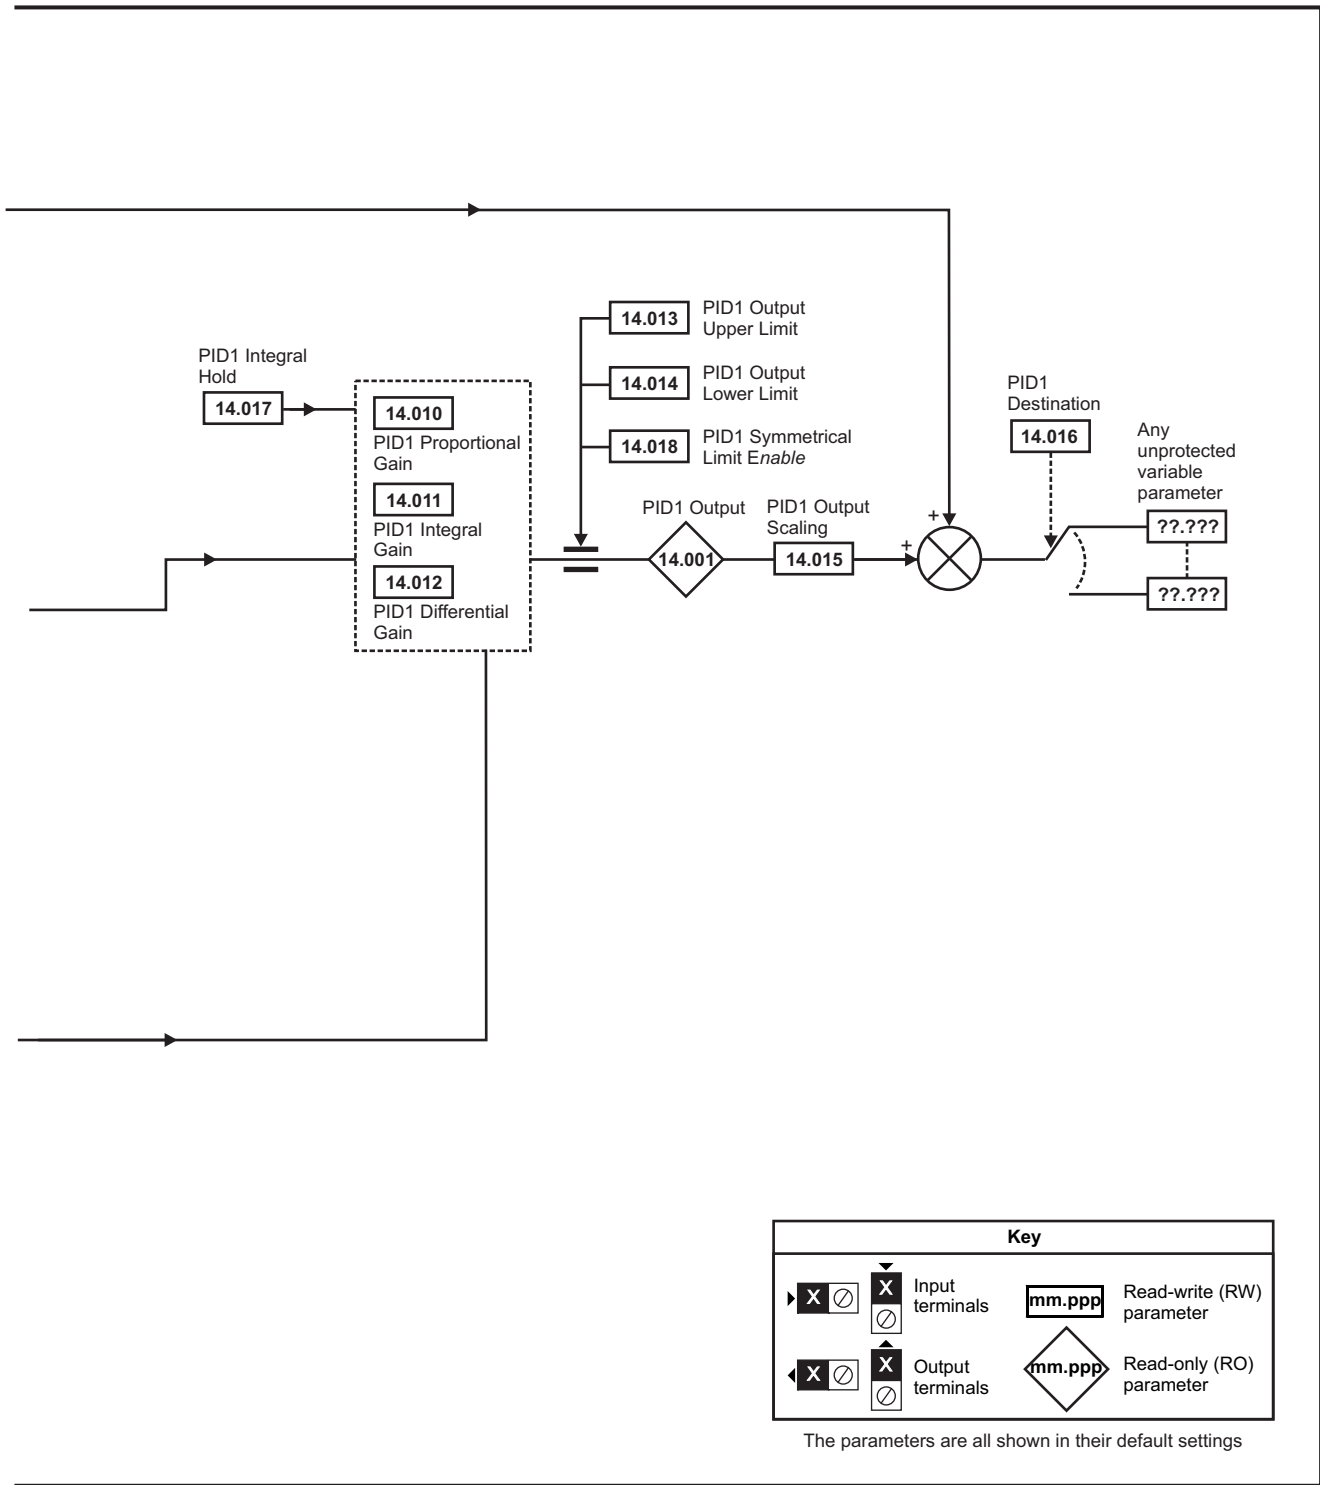 PID1 Output
Upper Limit
14.013
PID1 Integral
Hold
14.017
PID1 Output
Lower Limit
14.014
14.010
PID1 Proportional
Gain
PID1 Symmetrical
Limit Enable
14.018
PID1
Destination
14.016
Any
unprotected
variable
parameter
14.011
PID1 Integral
Gain
PID1 Output
14.001
PID1 Output
Scaling
14.015
+
+
??.???
??.???
14.012
PID1 Differential
Gain
Key
X
X
Input
terminals
mm.ppp
Read-write (RW)
parameter
X
X
Output
terminals
mm.ppp
Read-only (RO)
parameter
The parameters are all shown in their default settings